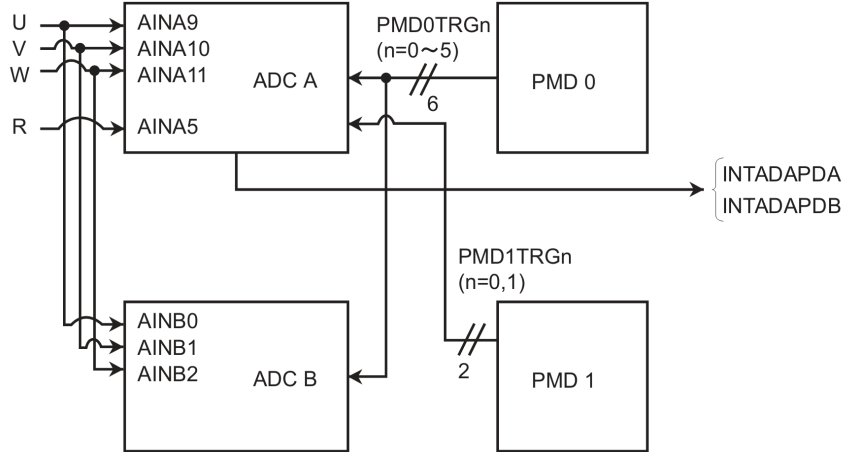 U
V
W
R
AINA9
AINA10
AINA11
AINA5
ADC A
PMD0TRGn
(n=0～5)
6
PMD 0
INTADAPDA
INTADAPDB
PMD1TRGn
(n=0,1)
2
AINB0
AINB1
AINB2
ADC B
PMD 1